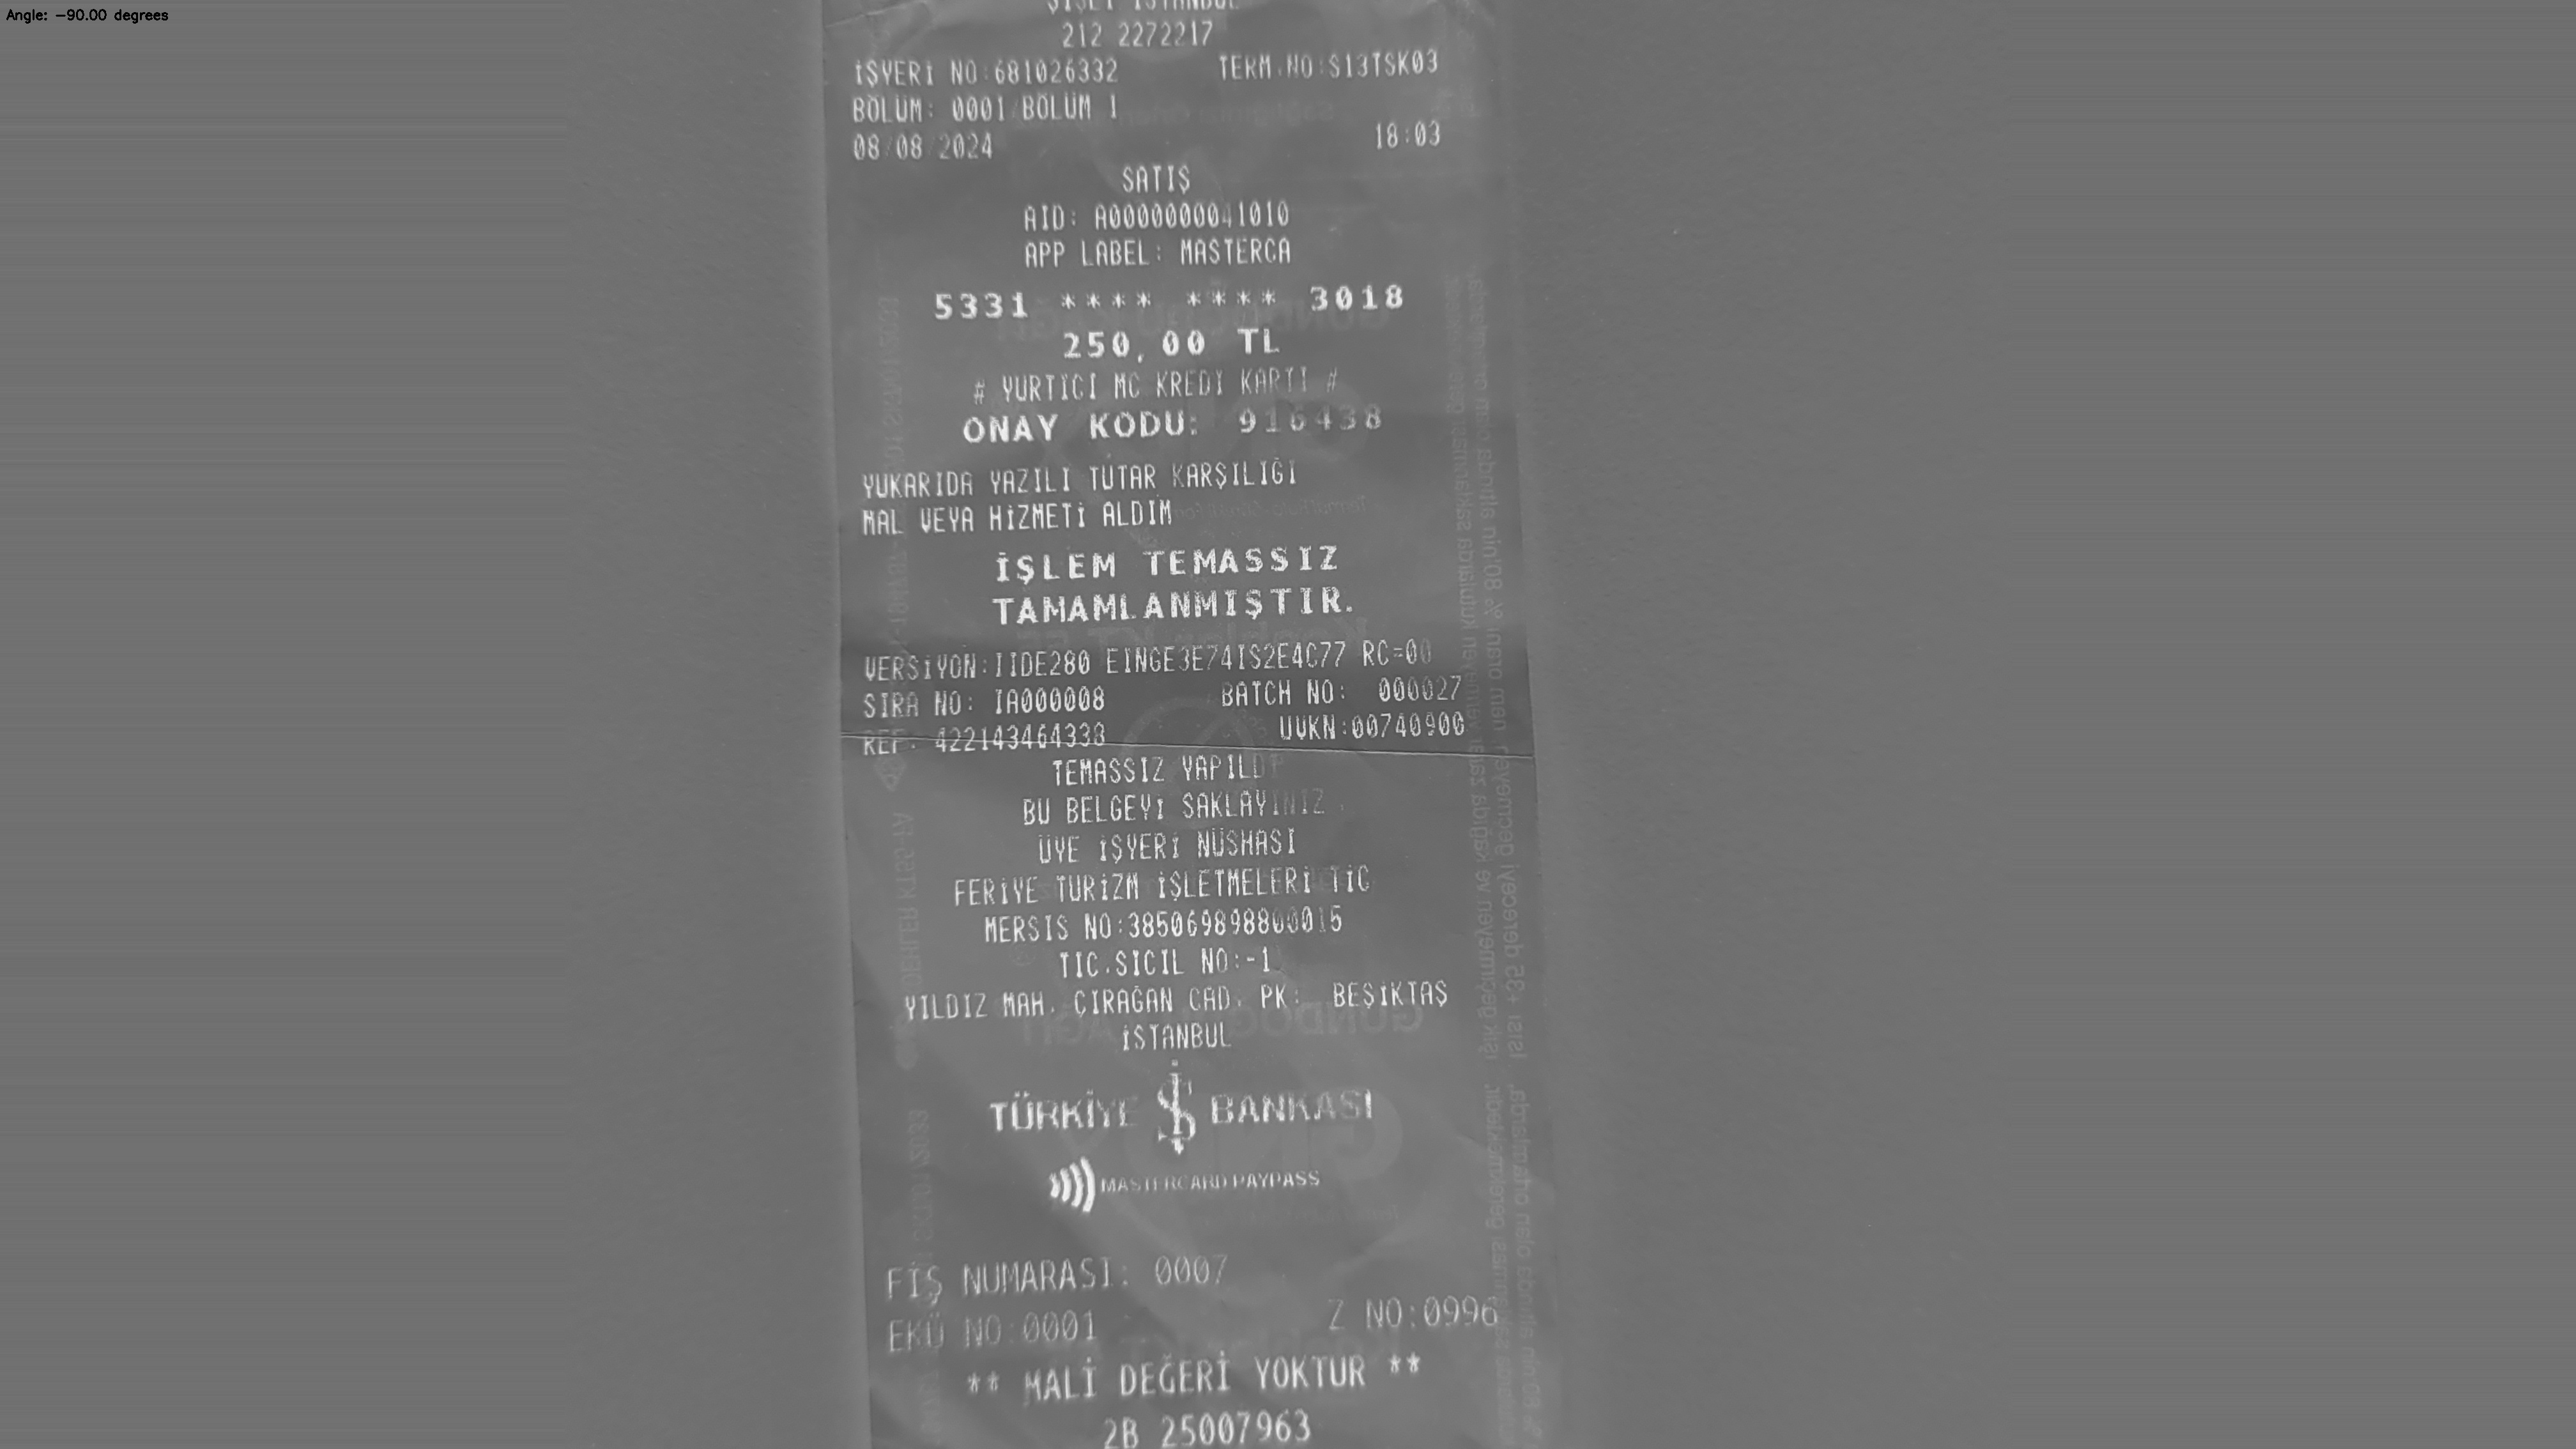 Angle: −90.00 degrees
ŞİŞLİ İSTANBUL
212 2272217
İŞYERİ NO:681026332 TERM.NO:S13TSK03
BÖLÜM: 0001/BÖLÜM 1
08/08/2024 18:03
SATIŞ
AID: A0000000041010
APP LABEL: MASTERCA
5331 **** **** 3018
250,00 TL
# YURTICI MC KREDI KARTI #
ONAY KODU: 916438
YUKARIDA YAZILI TUTAR KARŞILIĞI
MAL VEYA HİZMETİ ALDIM
İŞLEM TEMASSIZ
TAMAMLANMIŞTIR.
VERSİYON:IIDE280 EINGE3E74IS2E4C77 RC=00
SIRA NO: IA000008 BATCH NO: 000027
REF: 422143464338 UVKN:00740900
TEMASSIZ YAPILDI
BU BELGEYİ SAKLAYINIZ.
ÜYE İŞYERİ NÜSHASI
FERİYE TURİZM İŞLETMELERİ TİC
MERSIS NO:385069898800015
TIC.SICIL NO:-1
YILDIZ MAH. ÇIRAĞAN CAD. PK: BEŞİKTAŞ
İSTANBUL
TÜRKİYE İŞ BANKASI
MASTERCARD PAYPASS
FİŞ NUMARASI: 0007
EKÜ NO:0001 Z NO:0996
** MALİ DEĞERİ YOKTUR **
2B 25007963